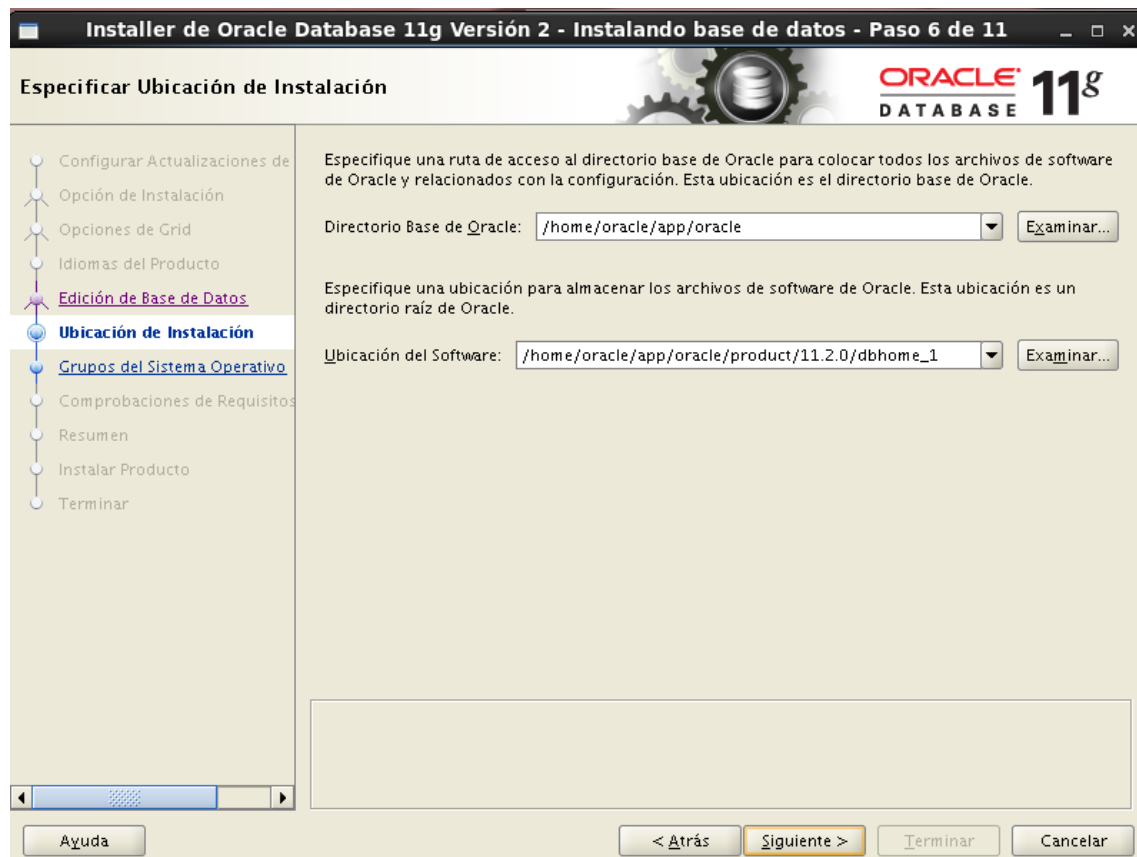 Installer de Oracle Database 11g Versión 2 - Instalando base de datos - Paso 6 de 11
Especificar Ubicación de Instalación
ORACLE
DATABASE
11g
Configurar Actualizaciones de
Opción de Instalación
Opciones de Grid
Idiomas del Producto
Edición de Base de Datos
Ubicación de Instalación
Grupos del Sistema Operativo
Comprobaciones de Requisitos
Resumen
Instalar Producto
Terminar
Especifique una ruta de acceso al directorio base de Oracle para colocar todos los archivos de software
de Oracle y relacionados con la configuración. Esta ubicación es el directorio base de Oracle.
Directorio Base de Oracle: /home/oracle/app/oracle Examinar...
Especifique una ubicación para almacenar los archivos de software de Oracle. Esta ubicación es un
directorio raíz de Oracle.
Ubicación del Software: /home/oracle/app/oracle/product/11.2.0/dbhome_1 Examinar...
Ayuda < Atrás Siguiente > Terminar Cancelar